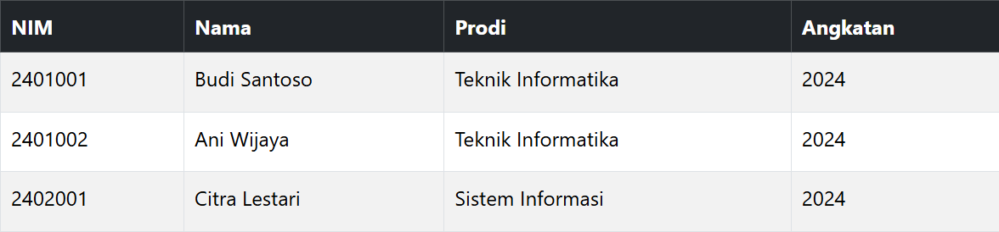 NIM Nama Prodi Angkatan
2401001 Budi Santoso Teknik Informatika 2024
2401002 Ani Wijaya Teknik Informatika 2024
2402001 Citra Lestari Sistem Informasi 2024